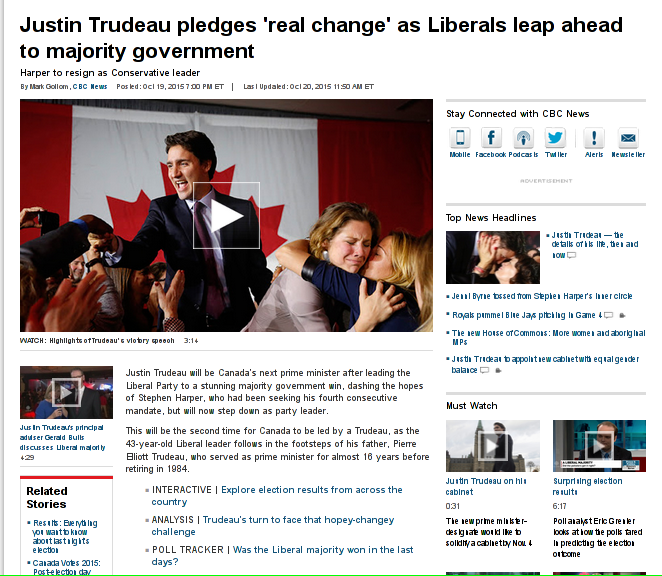 Justin Trudeau pledges 'real change' as Liberals leap ahead
to majority government
Harper to resign as Conservative leader
By Mark Gollom, CBC News Posted: Oct 19, 2015 7:00 PM ET | Last Updated: Oct 20, 2015 11:50 AM ET
WATCH: Highlights of Trudeau's victory speech 3:14
Justin Trudeau's principal
adviser Gerald Butts
discusses Liberal majority
4:29
Related
Stories
Results: Everything
you want to know
about last night's
election
Canada Votes 2015:
Post-election day
Justin Trudeau will be Canada's next prime minister after leading the
Liberal Party to a stunning majority government win, dashing the hopes
of Stephen Harper, who had been seeking his fourth consecutive
mandate, but will now step down as party leader.
This will be the second time for Canada to be led by a Trudeau, as the
43-year-old Liberal leader follows in the footsteps of his father, Pierre
Elliott Trudeau, who served as prime minister for almost 16 years before
retiring in 1984.
INTERACTIVE | Explore election results from across the
country
ANALYSIS | Trudeau's turn to face that hopey-changey
challenge
POLL TRACKER | Was the Liberal majority won in the last
days?
Stay Connected with CBC News
Mobile Facebook Podcasts Twitter Alerts Newsletter
ADVERTISEMENT
Top News Headlines
Justin Trudeau — the
details of his life, then and
now
Jenni Byrne tossed from Stephen Harper's inner circle
Royals pummel Blue Jays pitching in Game 4
The new House of Commons: More women and aboriginal
MPs
Justin Trudeau to appoint new cabinet with equal gender
balance
Must Watch
Justin Trudeau on his
cabinet
0:31
The new prime minister-
designate would like to
solidify a cabinet by Nov. 4
A LIBERAL MAJORITY
Surprising election
results
6:17
Poll analyst Eric Grenier
looks at how the polls fared
in predicting the election
outcome